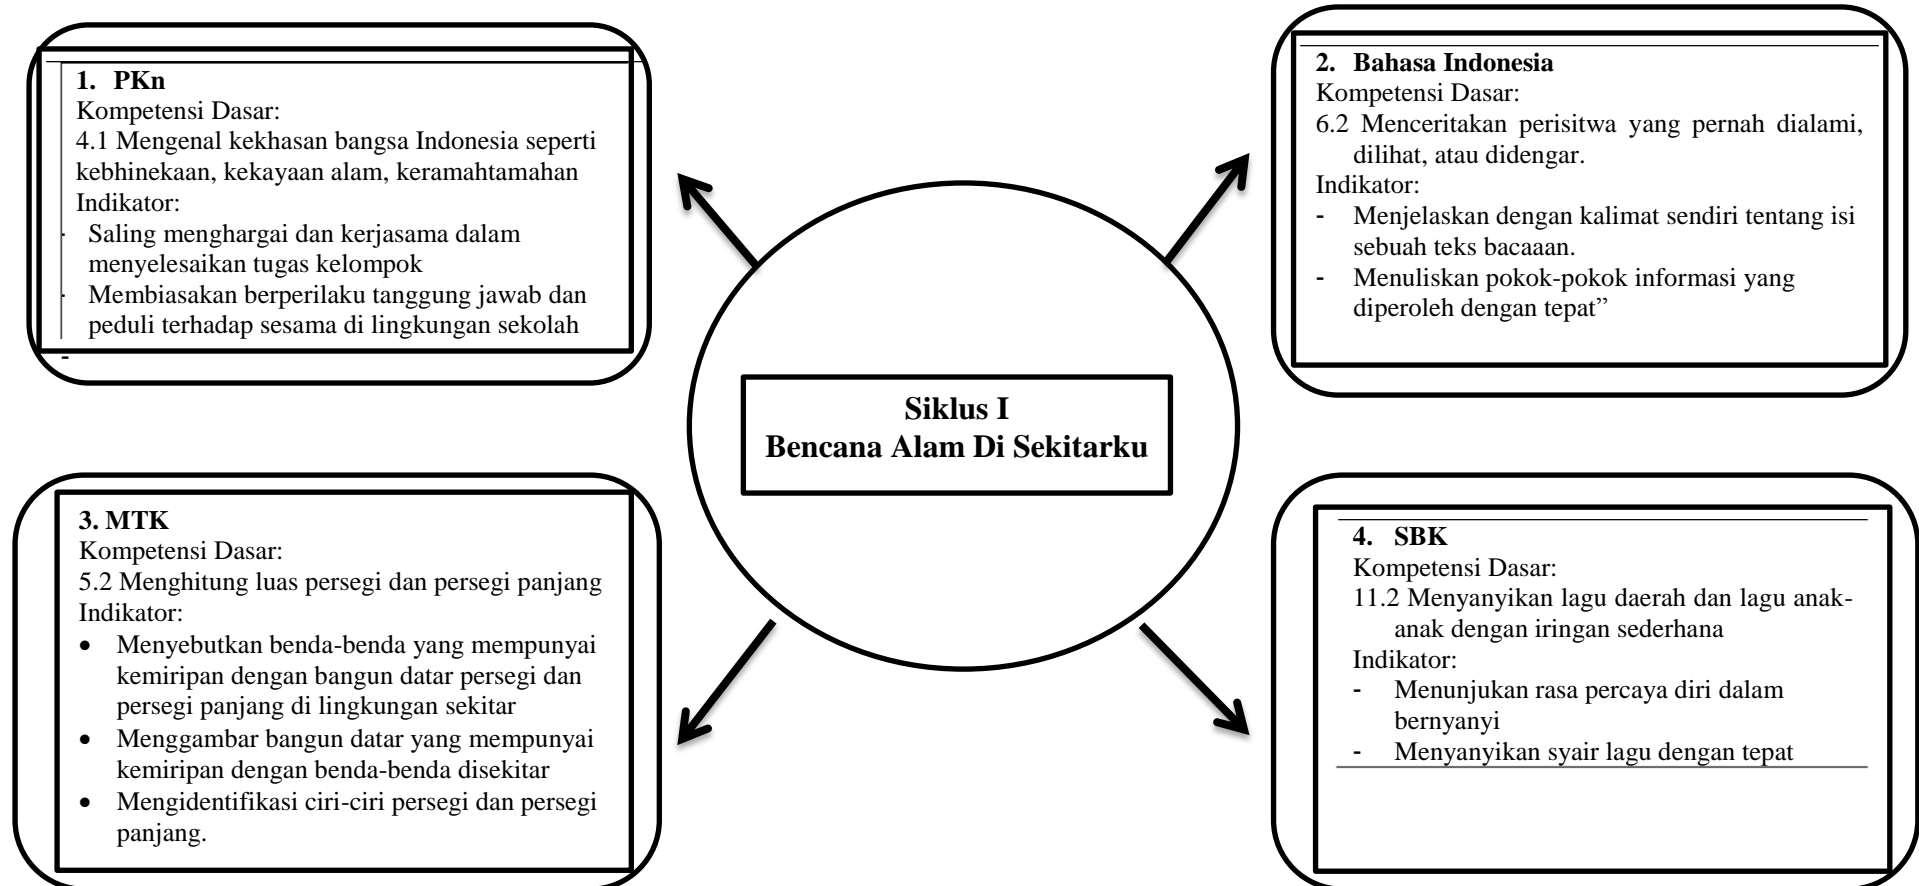 1. PKn
Kompetensi Dasar:
4.1 Mengenal kekhasan bangsa Indonesia seperti
kebhinekaan, kekayaan alam, keramahtamahan
Indikator:
· Saling menghargai dan kerjasama dalam
menyelesaikan tugas kelompok
· Membiasakan berperilaku tanggung jawab dan
peduli terhadap sesama di lingkungan sekolah
-
2. Bahasa Indonesia
Kompetensi Dasar:
6.2 Menceritakan perisitwa yang pernah dialami,
dilihat, atau didengar.
Indikator:
- Menjelaskan dengan kalimat sendiri tentang isi
sebuah teks bacaaan.
- Menuliskan pokok-pokok informasi yang
diperoleh dengan tepat”
Siklus I
Bencana Alam Di Sekitarku
3. MTK
Kompetensi Dasar:
5.2 Menghitung luas persegi dan persegi panjang
Indikator:
• Menyebutkan benda-benda yang mempunyai
kemiripan dengan bangun datar persegi dan
persegi panjang di lingkungan sekitar
• Menggambar bangun datar yang mempunyai
kemiripan dengan benda-benda disekitar
• Mengidentifikasi ciri-ciri persegi dan persegi
panjang.
4. SBK
Kompetensi Dasar:
11.2 Menyanyikan lagu daerah dan lagu anak-
anak dengan iringan sederhana
Indikator:
- Menunjukan rasa percaya diri dalam
bernyanyi
- Menyanyikan syair lagu dengan tepat